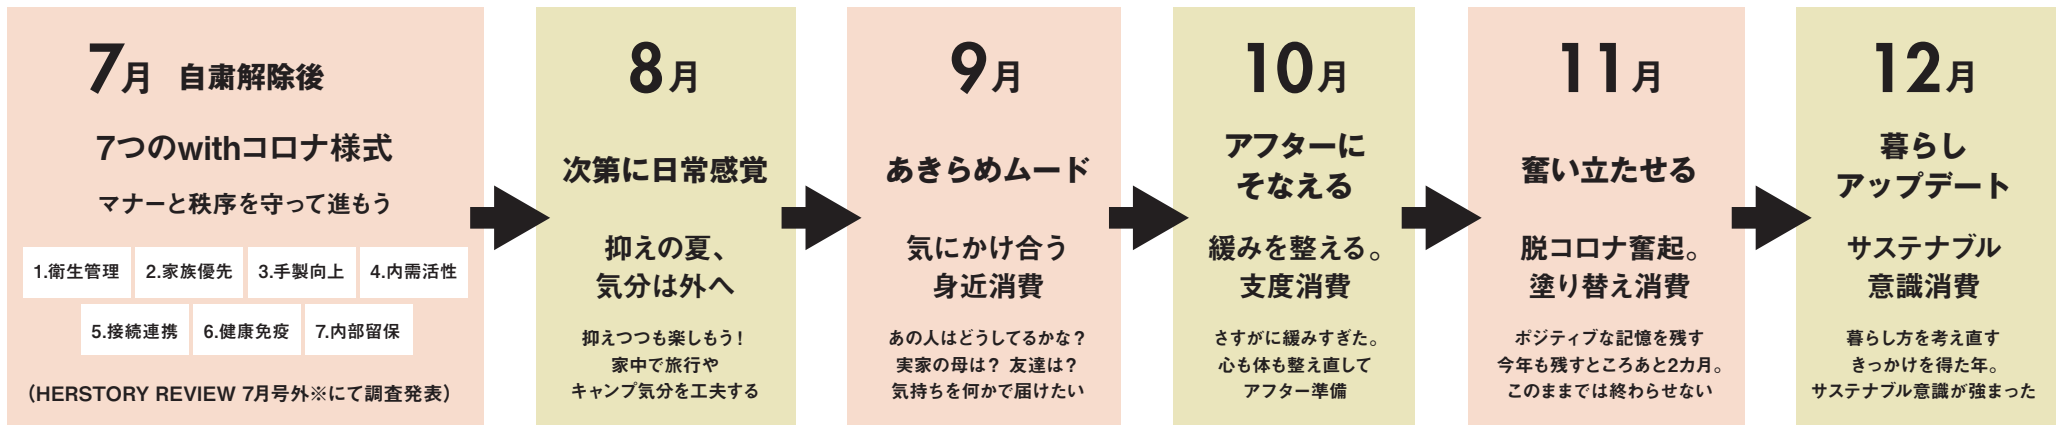 7月 自粛解除後
7つのwithコロナ様式
マナーと秩序を守って進もう
1.衛生管理
2.家族優先
3.手製向上
4.内需活性
5.接続連携
6.健康免疫
7.内部留保
（HERSTORY REVIEW 7月号外※にて調査発表）
8月
次第に日常感覚
抑えの夏、
気分は外へ
抑えつつも楽しもう！
家中で旅行や
キャンプ気分を工夫する
9月
あきらめムード
気にかけ合う
身近消費
あの人はどうしてるかな？
実家の母は？ 友達は？
気持ちを何かで届けたい
10月
アフターに
そなえる
緩みを整える。
支度消費
さすがに緩みすぎた。
心も体も整え直して
アフター準備
11月
奮い立たせる
脱コロナ奮起。
塗り替え消費
ポジティブな記憶を残す
今年も残すところあと2カ月。
このままでは終わらせない
12月
暮らし
アップデート
サステナブル
意識消費
暮らし方を考え直す
きっかけを得た年。
サステナブル意識が強まった